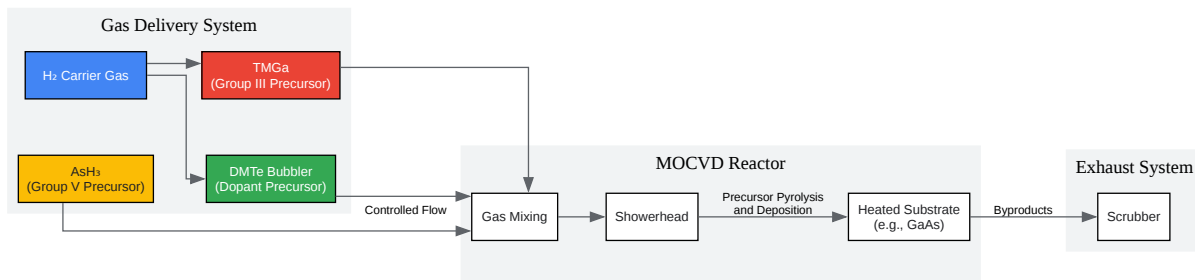 Gas Delivery System
H₂ Carrier Gas
TMGa
(Group III Precursor)
AsH₃
(Group V Precursor)
DMTe Bubbler
(Dopant Precursor)
Controlled Flow
MOCVD Reactor
Gas Mixing
Showerhead
Precursor Pyrolysis
and Deposition
Heated Substrate
(e.g., GaAs)
Byproducts
Exhaust System
Scrubber